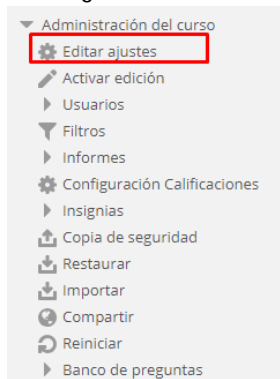 Administración del curso
Editar ajustes
Activar edición
Usuarios
Filtros
Informes
Configuración Calificaciones
Insignias
Copia de seguridad
Restaurar
Importar
Compartir
Reiniciar
Banco de preguntas